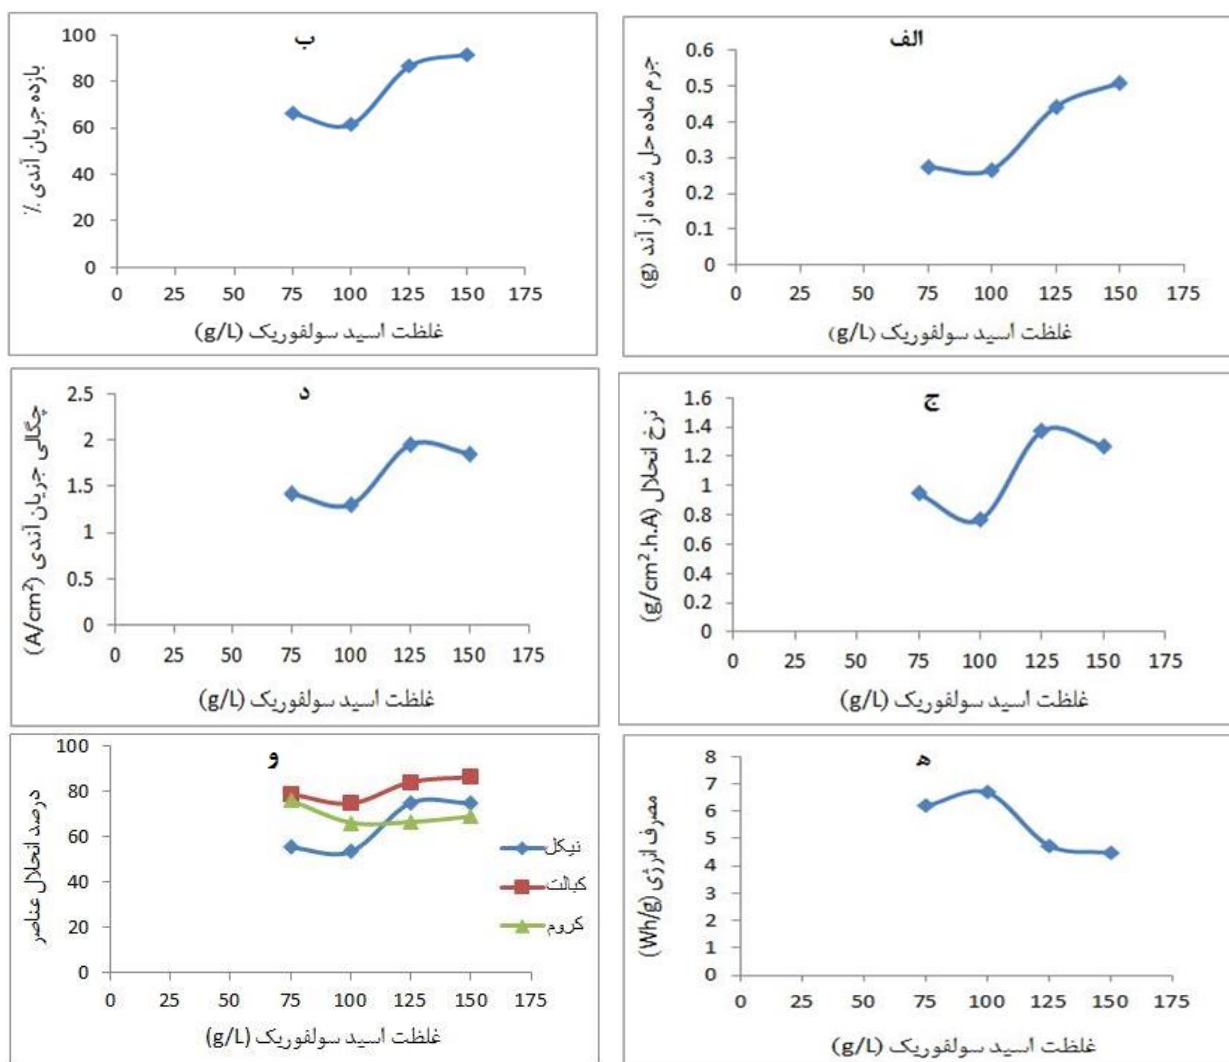 الف
0.6
0.5
0.4
0.3
0.2
0.1
0
جرم ماده حل شده از آند (g)
0 25 50 75 100 125 150 175
غلظت اسید سولفوریک (g/L)
ب
100
80
60
40
20
0
بازده جریان آندی ٪
0 25 50 75 100 125 150 175
غلظت اسید سولفوریک (g/L)
ج
1.6
1.4
1.2
1
0.8
0.6
0.4
0.2
0
نرخ انحلال (g/cm².h.A)
0 25 50 75 100 125 150 175
غلظت اسید سولفوریک (g/L)
د
2.5
2
1.5
1
0.5
0
چگالی جریان آندی (A/cm²)
0 25 50 75 100 125 150 175
غلظت اسید سولفوریک (g/L)
ه
8
7
6
5
4
3
2
1
0
مصرف انرژی (Wh/g)
0 25 50 75 100 125 150 175
غلظت اسید سولفوریک (g/L)
و
100
80
60
40
20
0
درصد انحلال عناصر
نیکل
کبالت
کروم
0 25 50 75 100 125 150 175
غلظت اسید سولفوریک (g/L)